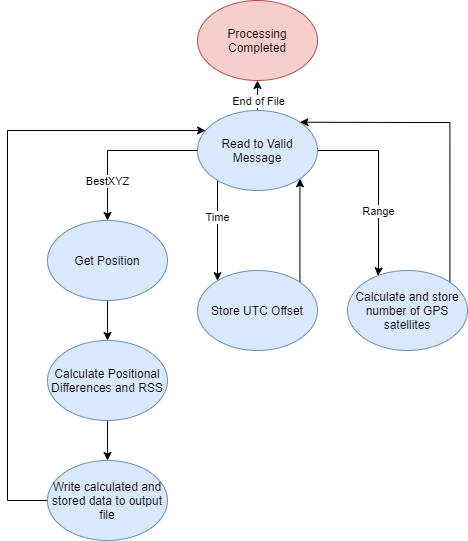 Processing
Completed
End of File
Read to Valid
Message
BestXYZ
Time
Range
Get Position
Store UTC Offset
Calculate and store
number of GPS
satellites
Calculate Positional
Differences and RSS
Write calculated and
stored data to output
file